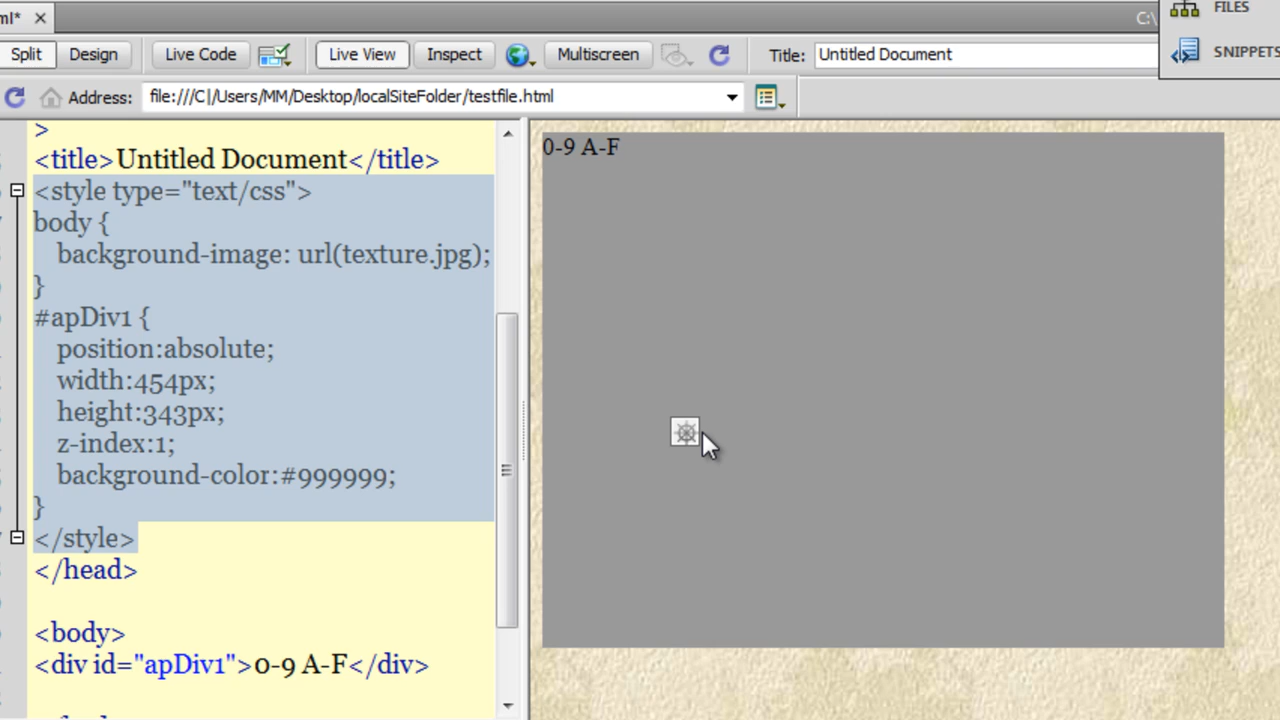 ml*
C:\
FILES
Split Design Live Code Live View Inspect Multiscreen Title: Untitled Document
SNIPPETS
Address: file:///C|/Users/MM/Desktop/localSiteFolder/testfile.html
>
<title>Untitled Document</title>
<style type="text/css">
body {
background-image: url(texture.jpg);
}
#apDiv1 {
position:absolute;
width:454px;
height:343px;
z-index:1;
background-color:#999999;
}
</style>
</head>
<body>
<div id="apDiv1">0-9 A-F</div>
0-9 A-F